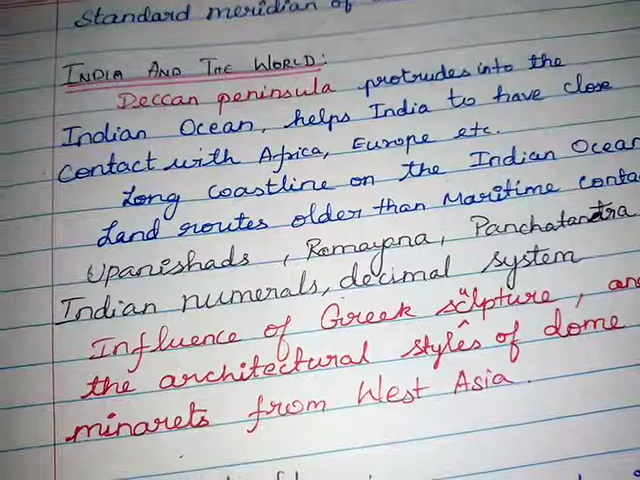 Standard meridian of
INDIA AND THE WORLD:
Deccan peninsula protrudes into the
Indian Ocean, helps India to have close
contact with Africa, Europe etc.
Long coastline on the Indian Ocean
Land routes older than Maritime conta
Upanishads, Ramayana, Panchatantra
Indian numerals, decimal system
Influence of Greek sculpture, and
the architectural styles of dome
minarets from West Asia.